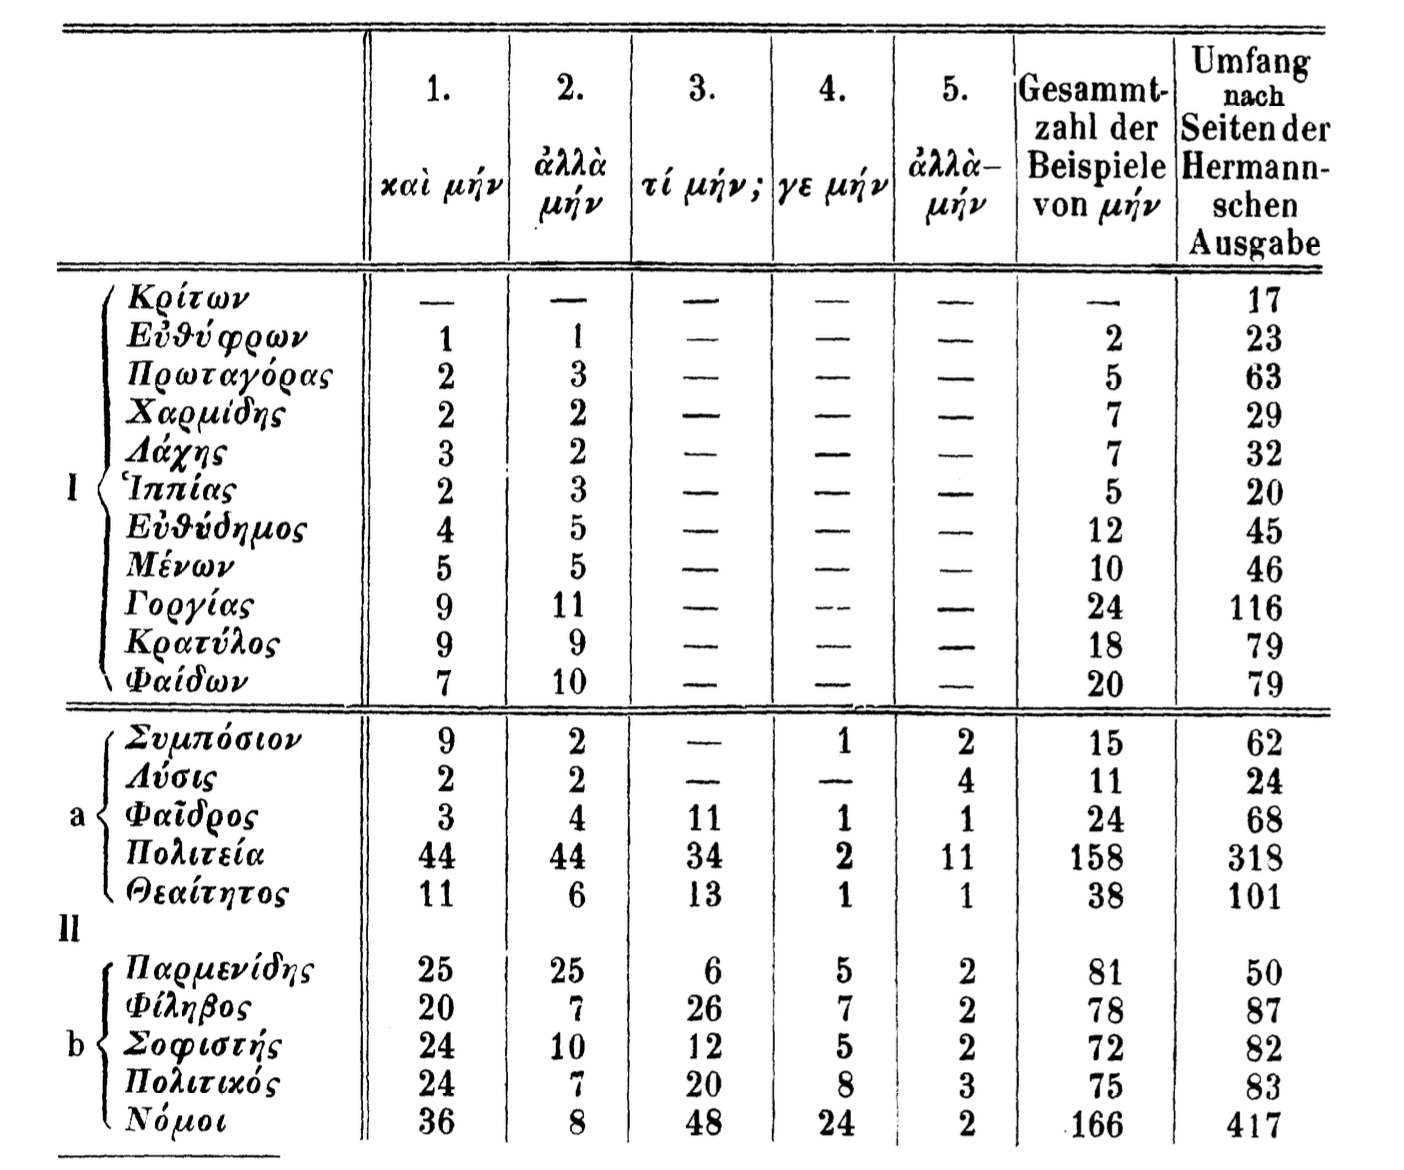 1. 2. 3. 4. 5. Gesammtzahl der Beispiele von μήν Umfang nach Seiten der Hermannschen Ausgabe
καὶ μήν ἀλλὰ μήν τί μήν; γε μήν ἀλλὰ–μήν
I
Κρίτων — — — — — — 17
Εὐθύφρων 1 1 — — — 2 23
Πρωταγόρας 2 3 — — — 5 63
Χαρμίδης 2 2 — — — 7 29
Λάχης 3 2 — — — 7 32
Ἱππίας 2 3 — — — 5 20
Εὐθύδημος 4 5 — — — 12 45
Μένων 5 5 — — — 10 46
Γοργίας 9 11 — — — 24 116
Κρατύλος 9 9 — — — 18 79
Φαίδων 7 10 — — — 20 79
II
a
Συμπόσιον 9 2 — 1 2 15 62
Λύσις 2 2 — — 4 11 24
Φαῖδρος 3 4 11 1 1 24 68
Πολιτεία 44 44 34 2 11 158 318
Θεαίτητος 11 6 13 1 1 38 101
b
Παρμενίδης 25 25 6 5 2 81 50
Φίληβος 20 7 26 7 2 78 87
Σοφιστής 24 10 12 5 2 72 82
Πολιτικός 24 7 20 8 3 75 83
Νόμοι 36 8 48 24 2 166 417